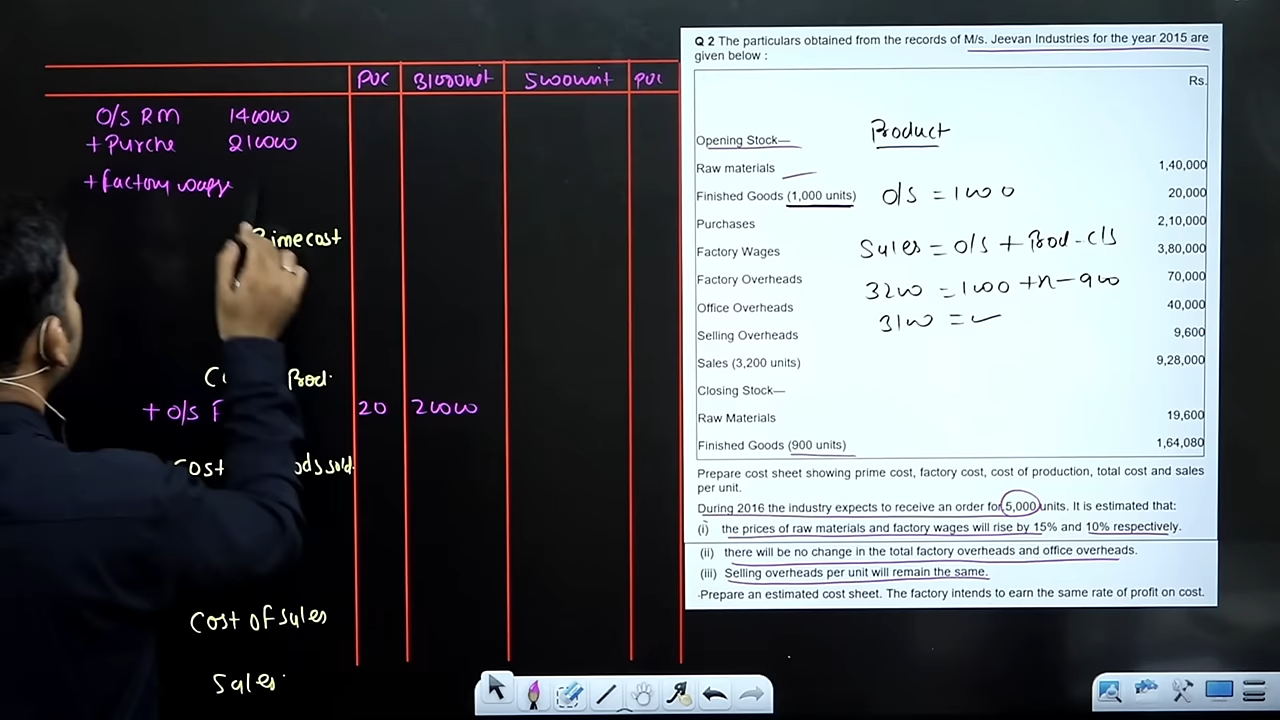 PUC 3100unit 5000unit PUC
O/S RM 140000
+ Purche 210000
+ Factory wage
Prime cost
Prod.
+ O/S F 20 20000
Cost ods sold
Cost of sales
Sales.
Q 2 The particulars obtained from the records of M/s. Jeevan Industries for the year 2015 are
given below :
Rs.
Product
Opening Stock—
Raw materials 1,40,000
Finished Goods (1,000 units) O/S = 1000 20,000
Purchases 2,10,000
Factory Wages Sales = O/S + Prod - C/S 3,80,000
Factory Overheads 70,000
3200 = 1000 + x - 900
Office Overheads 40,000
3100 =
Selling Overheads 9,600
Sales (3,200 units) 9,28,000
Closing Stock—
Raw Materials 19,600
Finished Goods (900 units) 1,64,080
Prepare cost sheet showing prime cost, factory cost, cost of production, total cost and sales
per unit.
During 2016 the industry expects to receive an order for 5,000 units. It is estimated that:
(i) the prices of raw materials and factory wages will rise by 15% and 10% respectively.
(ii) there will be no change in the total factory overheads and office overheads.
(iii) Selling overheads per unit will remain the same.
Prepare an estimated cost sheet. The factory intends to earn the same rate of profit on cost.